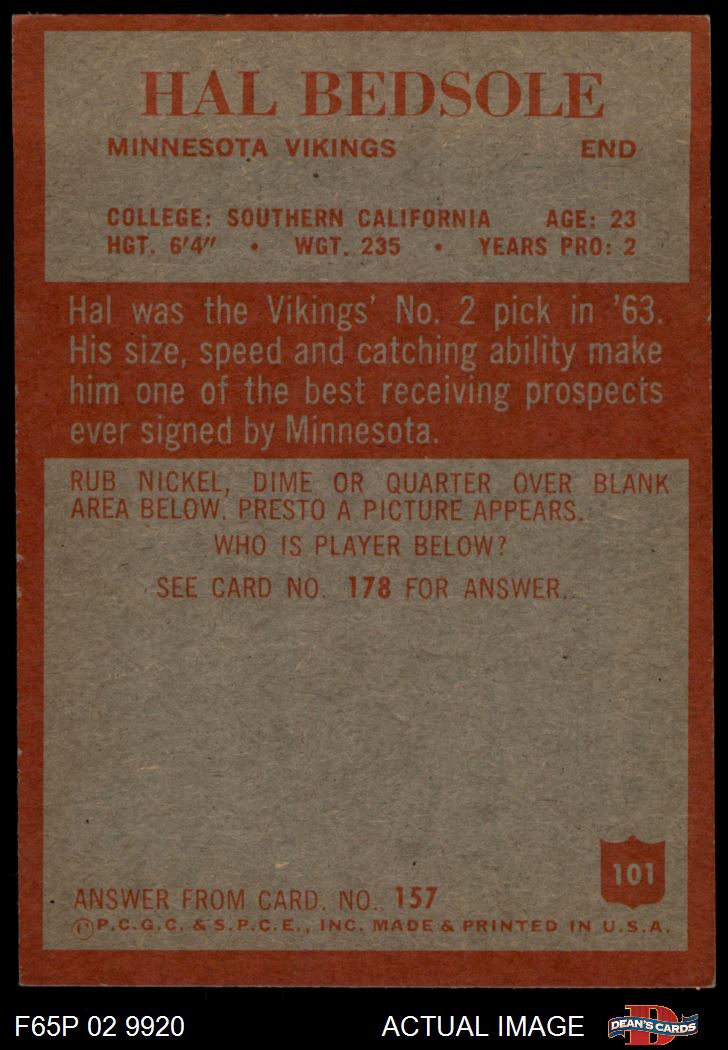 HAL BEDSOLE
MINNESOTA VIKINGS END
COLLEGE: SOUTHERN CALIFORNIA AGE: 23
HGT. 6'4" • WGT. 235 • YEARS PRO: 2
Hal was the Vikings' No. 2 pick in '63.
His size, speed and catching ability make
him one of the best receiving prospects
ever signed by Minnesota.
RUB NICKEL, DIME OR QUARTER OVER BLANK
AREA BELOW. PRESTO A PICTURE APPEARS.
WHO IS PLAYER BELOW?
SEE CARD NO. 178 FOR ANSWER.
101
ANSWER FROM CARD. NO. 157
©P.C.G.C. & S.P.C.E., INC. MADE & PRINTED IN U.S.A.
F65P 02 9920 ACTUAL IMAGE
D
DEAN'S CARDS